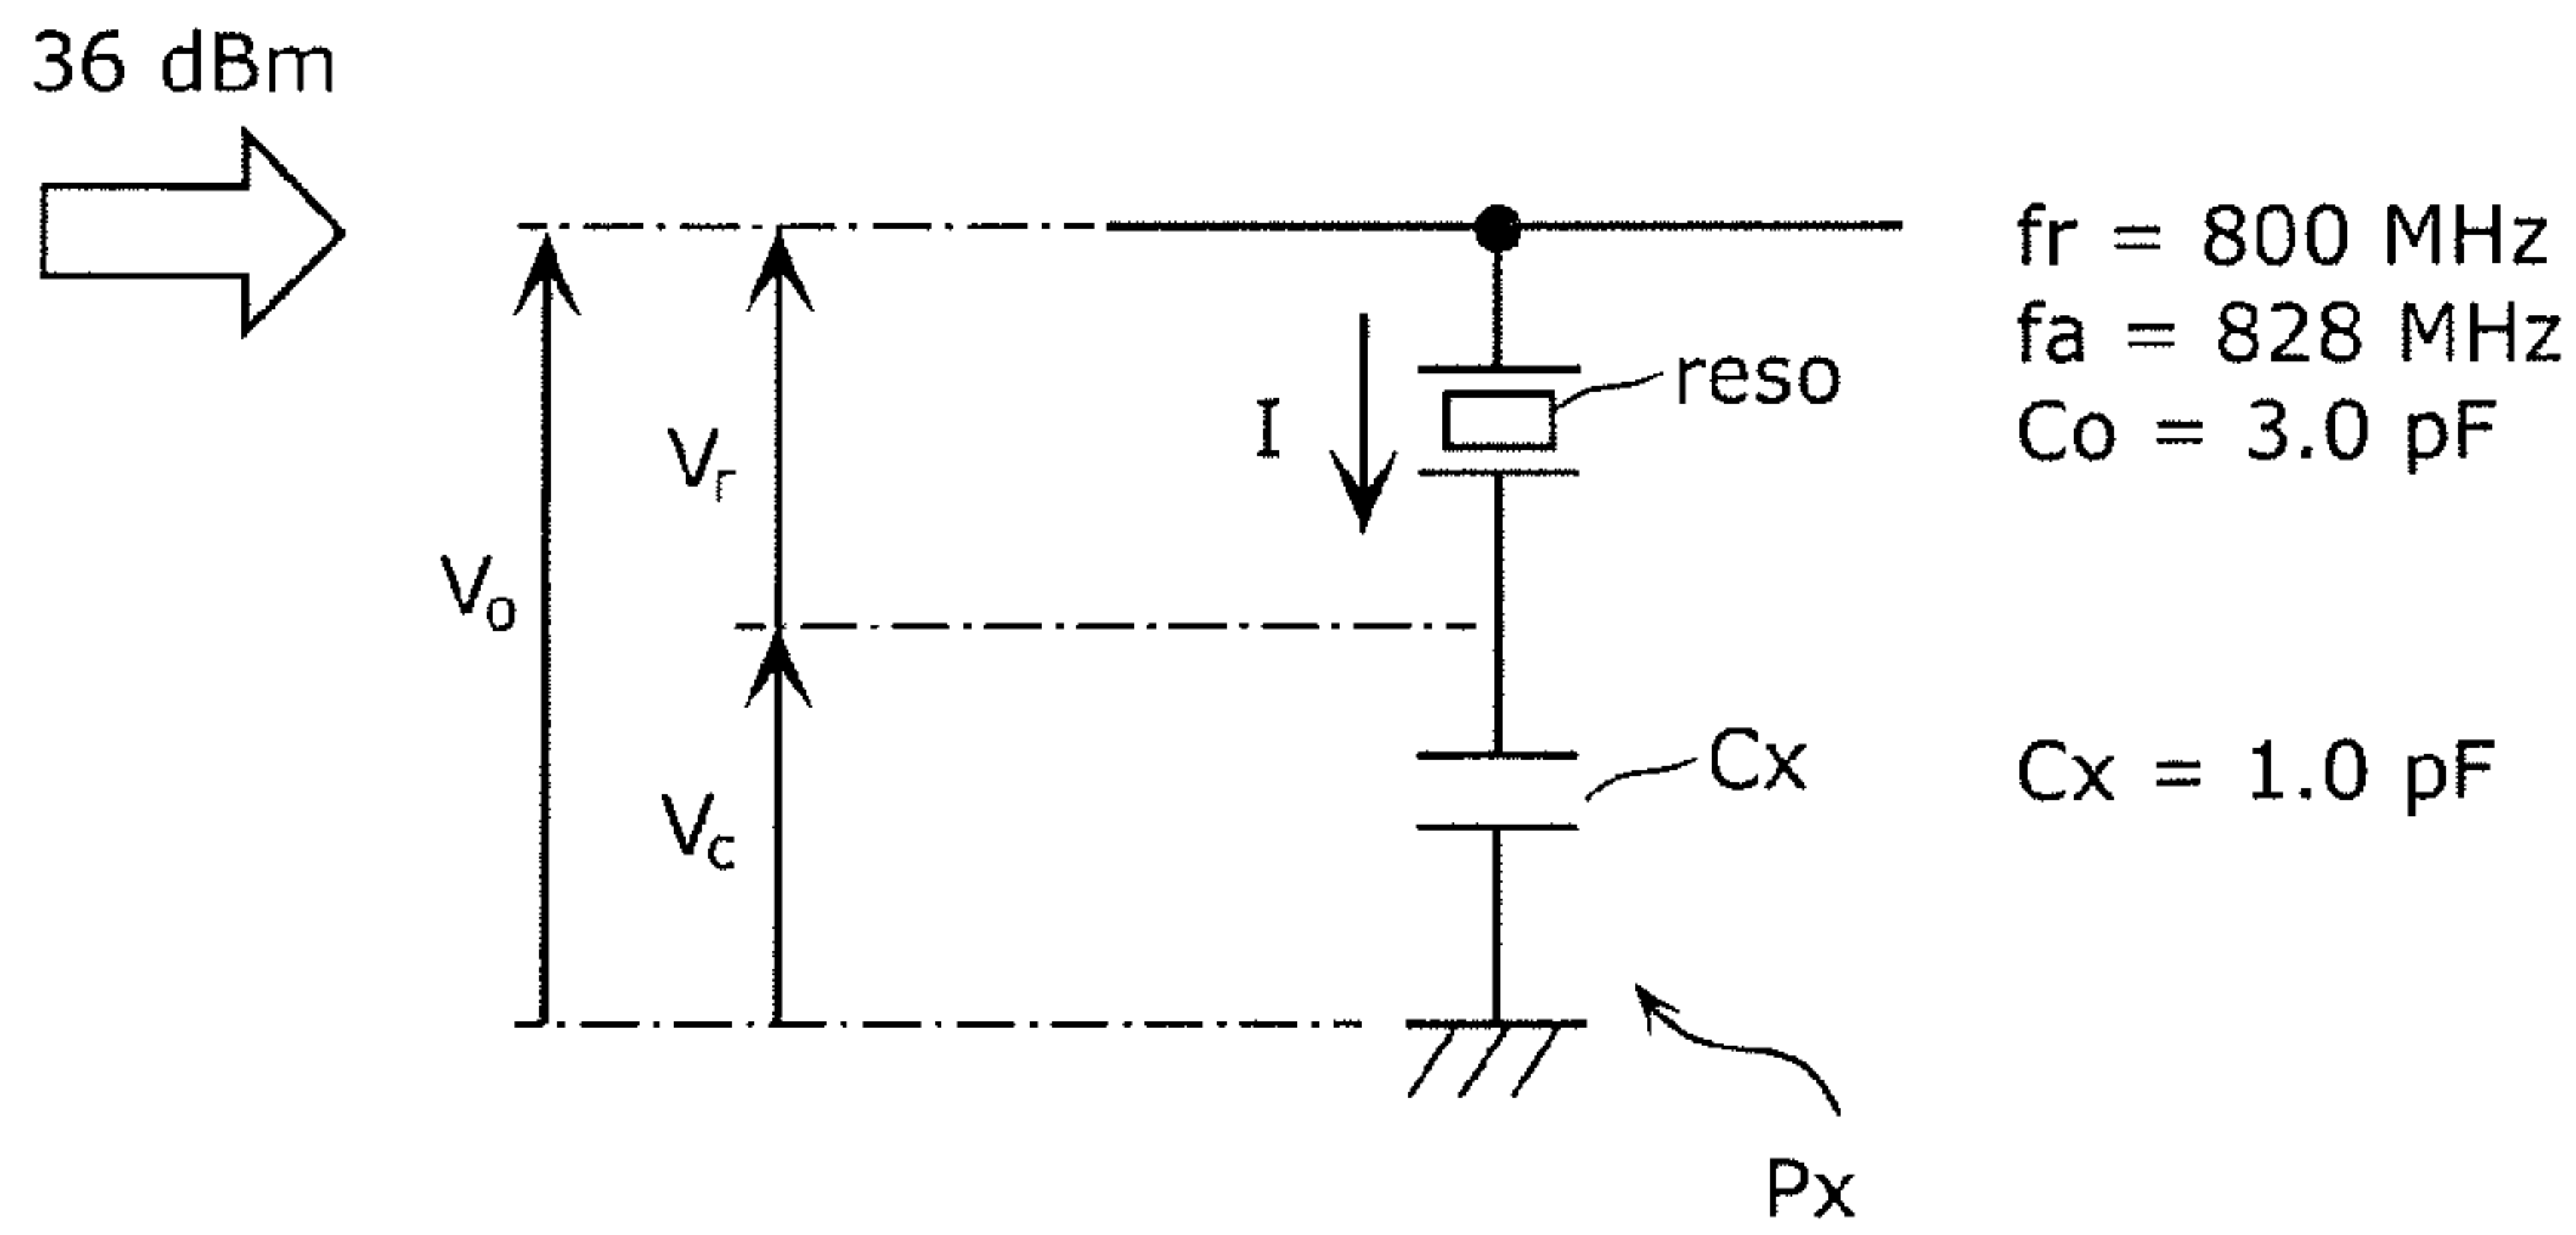 36 dBm
fr = 800 MHz
fa = 828 MHz
Co = 3.0 pF
reso
I
Vr
Vo
Cx
Cx = 1.0 pF
Vc
Px